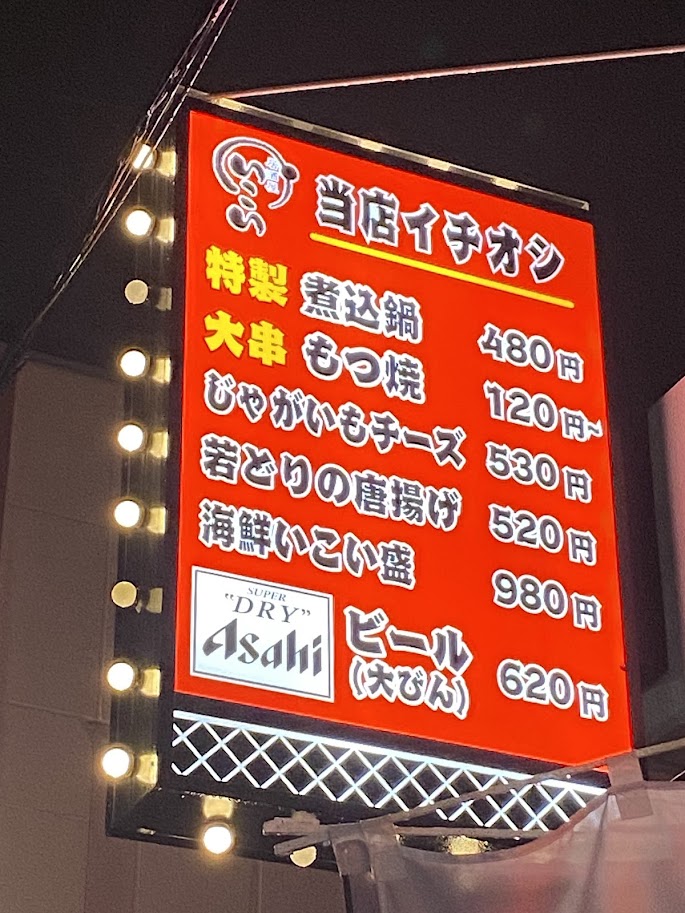 当店イチオシ
特製 煮込鍋 480円
大串 もつ焼 120円~
じゃがいもチーズ 530円
若どりの唐揚げ 520円
海鮮いこい盛 980円
SUPER
"DRY"
Asahi
ビール 620円
(大びん)